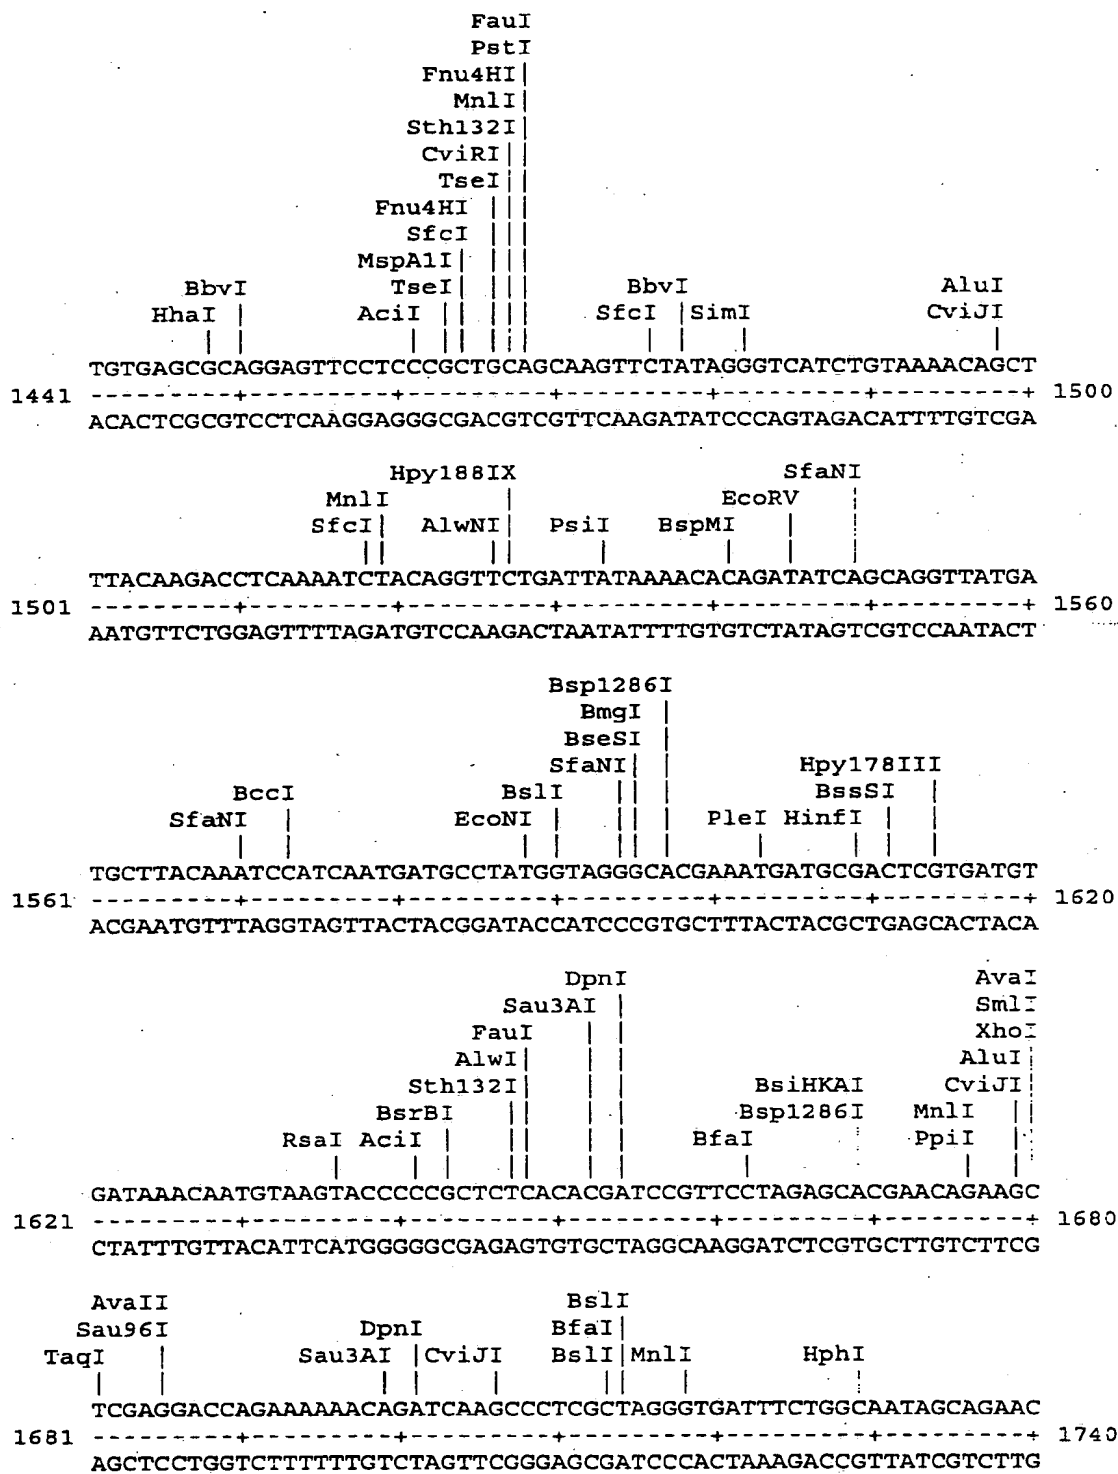 FauI
PstI
Fnu4HI|
MnlI|
Sth132I|
CviRI||
TseI||
Fnu4HI |||
SfcI |||
MspA1I| |||
BbvI TseI| ||| BbvI AluI
HhaI | AciI || ||| SfcI | SimI CviJI
| | | || ||| | | | |
TGTGAGCGCAGGAGTTCCTCCCGCTGCAGCAAGTTCTATAGGGTCATCTGTAAAACAGCT
1441 ---------+---------+---------+---------+---------+---------+ 1500
ACACTCGCGTCCTCAAGGAGGGCGACGTCGTTCAAGATATCCCAGTAGACATTTTGTCGA
Hpy188IX SfaNI
MnlI | EcoRV |
SfcI| AlwNI| PsiI BspMI | |
|| || | | | |
TTACAAGACCTCAAAATCTACAGGTTCTGATTATAAAACACAGATATCAGCAGGTTATGA
1501 ---------+---------+---------+---------+---------+---------+ 1560
AATGTTCTGGAGTTTTAGATGTCCAAGACTAATATTTTGTGTCTATAGTCGTCCAATACT
Bsp1286I
BmgI |
BseSI |
SfaNI| | Hpy178III
BccI BslI || | BssSI |
SfaNI | EcoNI | || | PleI HinfI | |
| | | | || | | | | |
TGCTTACAAATCCATCAATGATGCCTATGGTAGGGCACGAAATGATGCGACTCGTGATGT
1561 ---------+---------+---------+---------+---------+---------+ 1620
ACGAATGTTTAGGTAGTTACTACGGATACCATCCCGTGCTTTACTACGCTGAGCACTACA
DpnI AvaI
Sau3AI | SmlI
FauI | | XhoI
AlwI| | | AluI|
Sth132I| | | BsiHKAI CviJI|
BsrBI || | | Bsp1286I MnlI ||
RsaI AciI | || | | BfaI | PpiI ||
| | | || | | | | | ||
GATAAACAATGTAAGTACCCCCGCTCTCACACGATCCGTTCCTAGAGCACGAACAGAAGC
1621 ---------+---------+---------+---------+---------+---------+ 1680
CTATTTGTTACATTCATGGGGGCGAGAGTGTGCTAGGCAAGGATCTCGTGCTTGTCTTCG
AvaII BslI
Sau96I DpnI BfaI|
TaqI | Sau3AI |CviJI BslI|MnlI HphI
| | | | | || | |
TCGAGGACCAGAAAAAACAGATCAAGCCCTCGCTAGGGTGATTTCTGGCAATAGCAGAAC
1681 ---------+---------+---------+---------+---------+---------+ 1740
AGCTCCTGGTCTTTTTTGTCTAGTTCGGGAGCGATCCCACTAAAGACCGTTATCGTCTTG